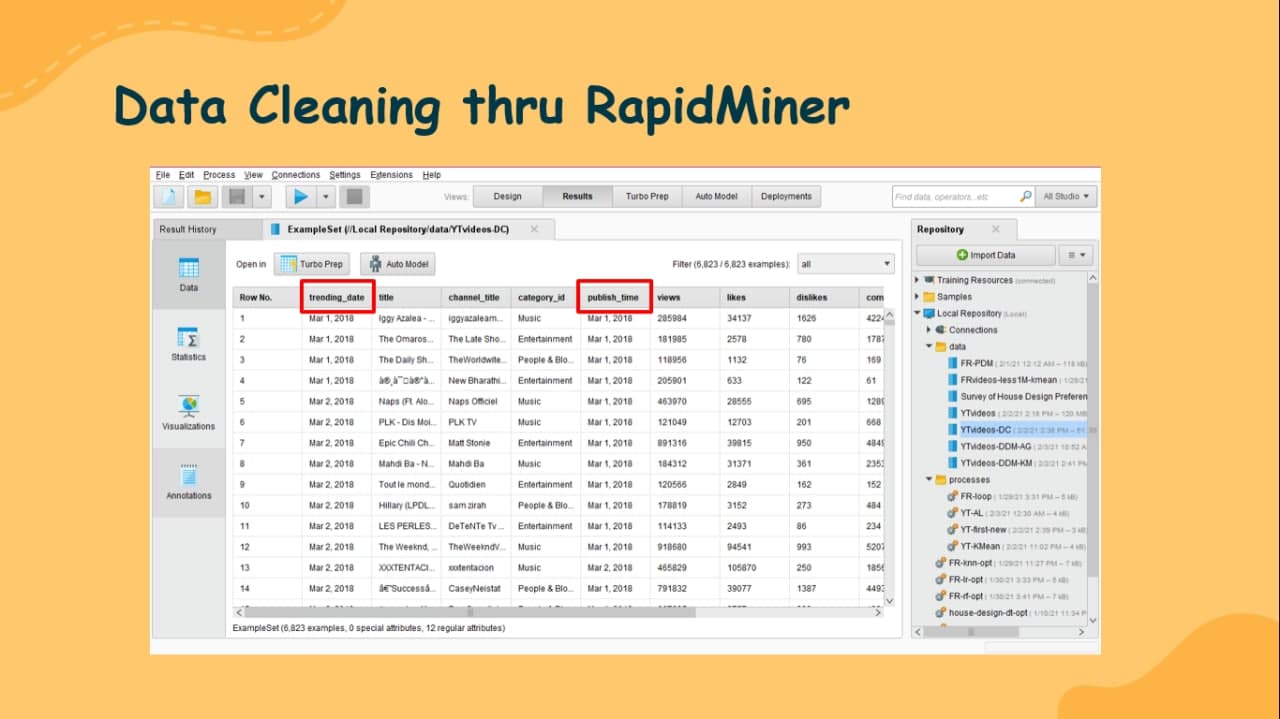 Data Cleaning thru RapidMiner
File Edit Process View Connections Settings Extensions Help
Views: Design Results Turbo Prep Auto Model Deployments Find data, operators...etc All Studio
Result History ExampleSet (//Local Repository/data/YTvideos-DC) Repository
Open in Turbo Prep Auto Model Filter (6,823 / 6,823 examples): all Import Data
Data
Statistics
Visualizations
Annotations
Row No. trending_date title channel_title category_id publish_time views likes dislikes com
1 Mar 1, 2018 Iggy Azalea - ... iggyazaleam... Music Mar 1, 2018 285984 34137 1626 4224
2 Mar 1, 2018 The Omaros... The Late Sho... Entertainment Mar 1, 2018 181985 2578 780 1787
3 Mar 1, 2018 The Daily Sh... TheWorldwite... People & Blo... Mar 1, 2018 118956 1132 76 169
4 Mar 1, 2018 New Bharathi... Entertainment Mar 1, 2018 205901 633 122 61
5 Mar 2, 2018 Naps (Ft. Alo... Naps Officiel Music Mar 1, 2018 463970 28555 695 1289
6 Mar 2, 2018 PLK - Dis Moi... PLK TV Music Mar 1, 2018 121049 12703 201 668
7 Mar 2, 2018 Epic Chili Ch... Matt Stonie Entertainment Mar 1, 2018 891316 39815 950 4849
8 Mar 2, 2018 Mahdi Ba - N... Mahdi Ba Music Mar 1, 2018 184312 31371 361 2353
9 Mar 2, 2018 Tout le mond... Quotidien Entertainment Mar 1, 2018 120566 2849 162 152
10 Mar 2, 2018 Hillary (LPDL... sam zirah People & Blo... Mar 1, 2018 178819 3152 273 484
11 Mar 2, 2018 LES PERLES... DeTeNTe Tv ... Entertainment Mar 1, 2018 114133 2493 86 234
12 Mar 2, 2018 The Weeknd, ... TheWeekndV... Music Mar 1, 2018 918680 94541 993 5207
13 Mar 2, 2018 XXXTENTACI... xxxtentacion Music Mar 2, 2018 465829 105870 250 1856
14 Mar 2, 2018 â€"Successâ... CaseyNeistat People & Blo... Mar 1, 2018 791832 39077 1387 4493
ExampleSet (6,823 examples, 0 special attributes, 12 regular attributes)
Training Resources (connected)
Samples
Local Repository (Local)
Connections
data
FR-PDM (2/1/21 12:12 AM – 118 kB)
FRvideos-less1M-kmean (1/29/21
Survey of House Design Preferen
YTvideos (2/2/21 2:18 PM – 120 MB
YTvideos-DC (2/2/21 2:38 PM – 81
YTvideos-DDM-AG (2/3/21 10:52 A
YTvideos-DDM-KM (2/2/21 2:41 P
processes
FR-loop (1/29/21 3:31 PM – 5 kB)
YT-AL (2/3/21 12:30 AM – 4 kB)
YT-first-new (2/2/21 2:39 PM – 3 kB
YT-KMean (2/2/21 11:02 PM – 4 kB)
FR-knn-opt (1/29/21 11:27 PM – 7 kB)
FR-lr-opt (1/30/21 3:33 PM – 8 kB)
FR-rf-opt (1/30/21 3:41 PM – 7 kB)
house-design-dt-opt (1/10/21 11:34 P